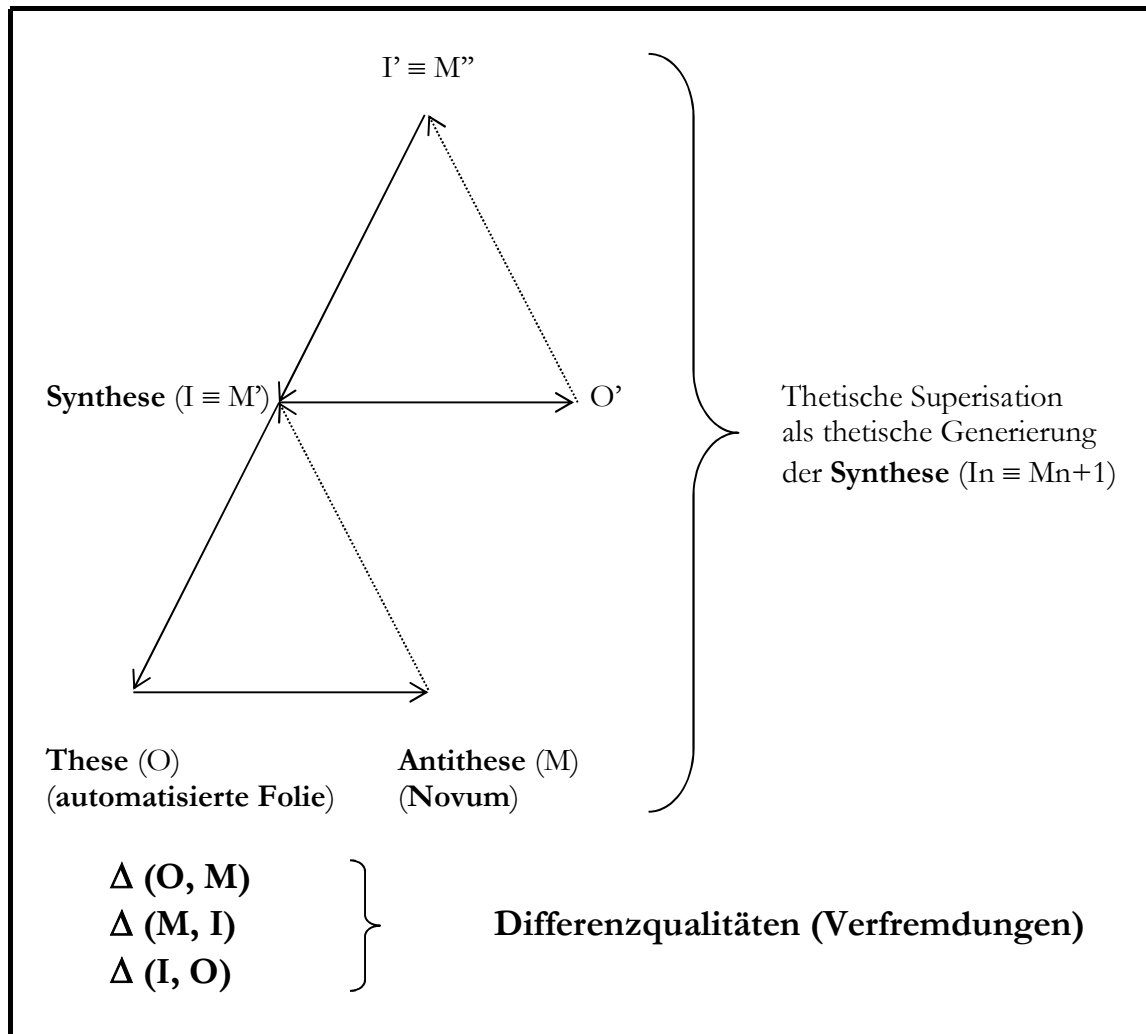 I’ ≡ M”
Synthese (I ≡ M’)
O’
Thetische Superisation
als thetische Generierung
der Synthese (In ≡ Mn+1)
These (O)
(automatisierte Folie)
Antithese (M)
(Novum)
Δ (O, M)
Δ (M, I)
Δ (I, O)
Differenzqualitäten (Verfremdungen)